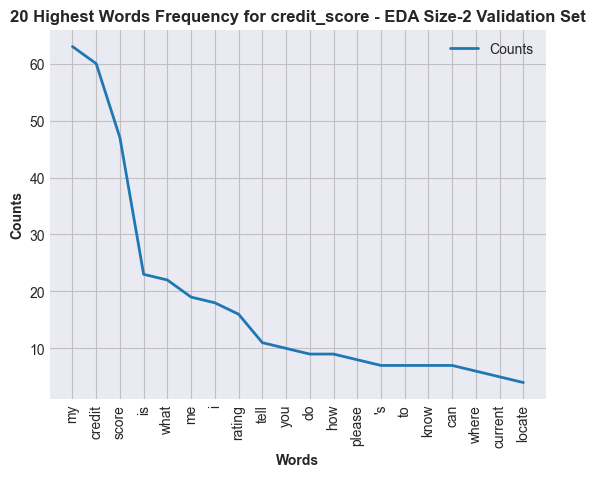 20 Highest Words Frequency for credit_score - EDA Size-2 Validation Set
Counts
60
50
40
30
20
10
Counts
my
credit
score
is
what
me
i
rating
tell
you
do
how
please
's
to
know
can
where
current
locate
Words